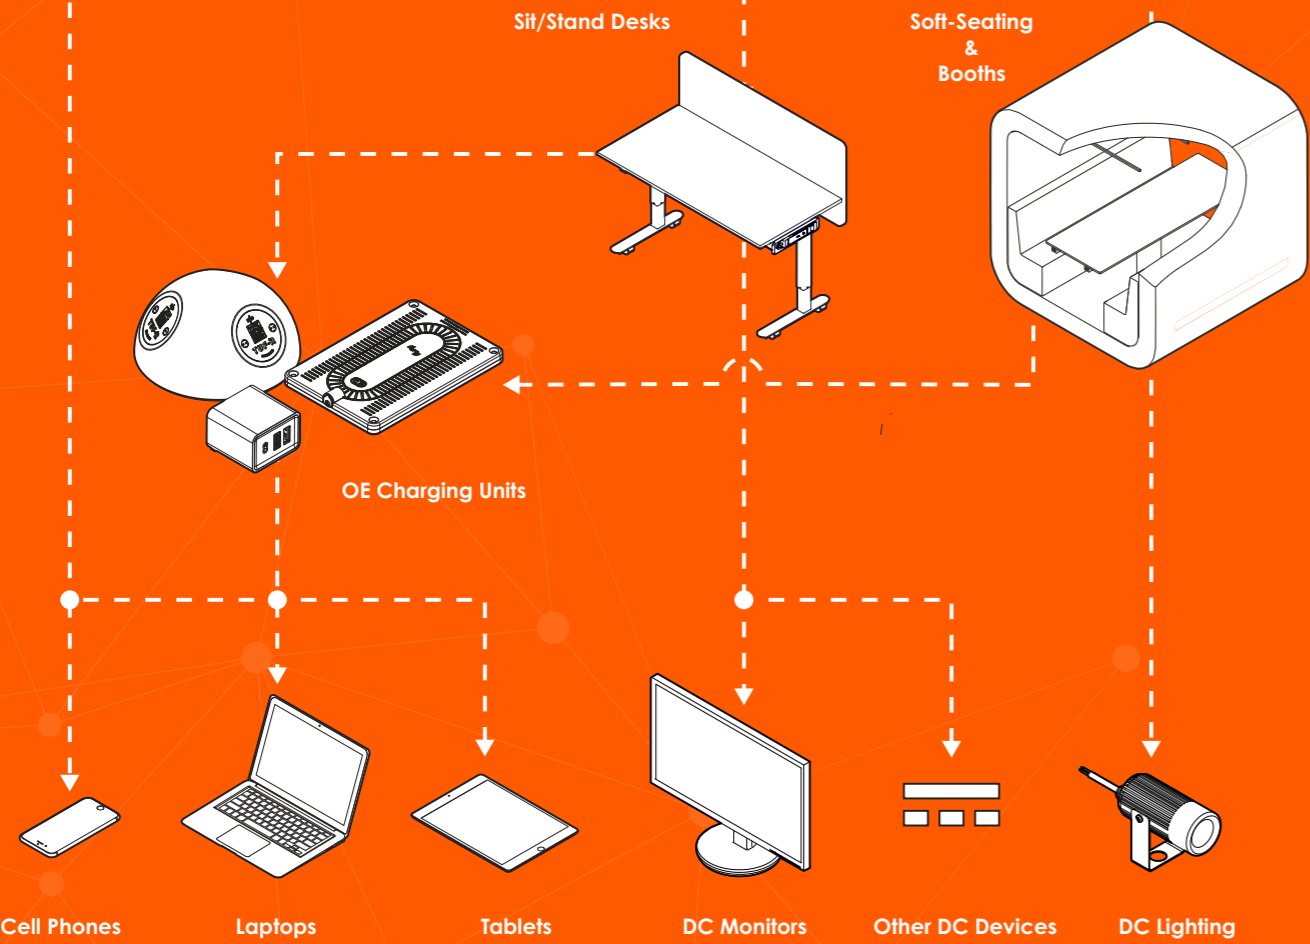 Sit/Stand Desks
Soft-Seating
&
Booths
OE Charging Units
Cell Phones
Laptops
Tablets
DC Monitors
Other DC Devices
DC Lighting